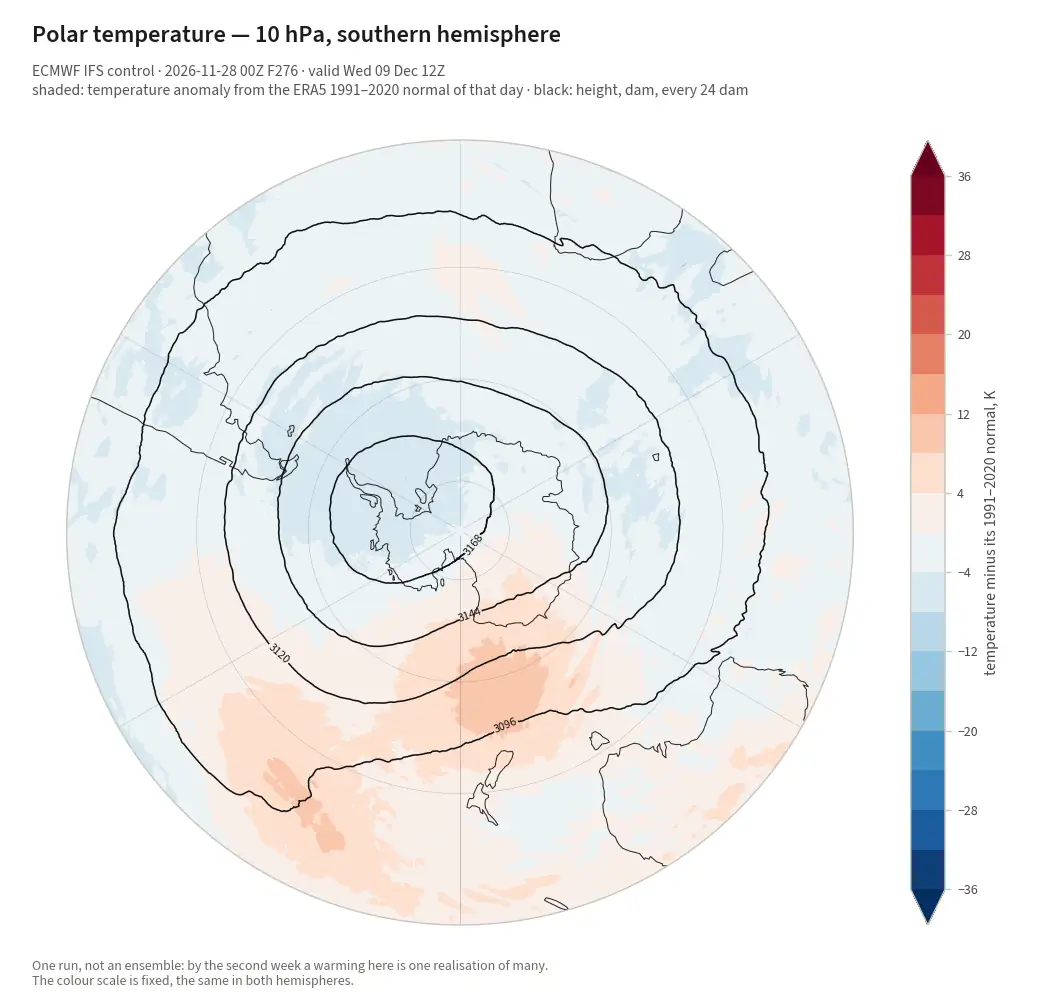 Polar temperature — 10 hPa, southern hemisphere
ECMWF IFS control · 2026-11-28 00Z F276 · valid Wed 09 Dec 12Z
shaded: temperature anomaly from the ERA5 1991–2020 normal of that day · black: height, dam, every 24 dam
36
28
20
12
4
−4
−12
−20
−28
−36
temperature minus its 1991–2020 normal, K
3168
3144
3120
3096
One run, not an ensemble: by the second week a warming here is one realisation of many.
The colour scale is fixed, the same in both hemispheres.